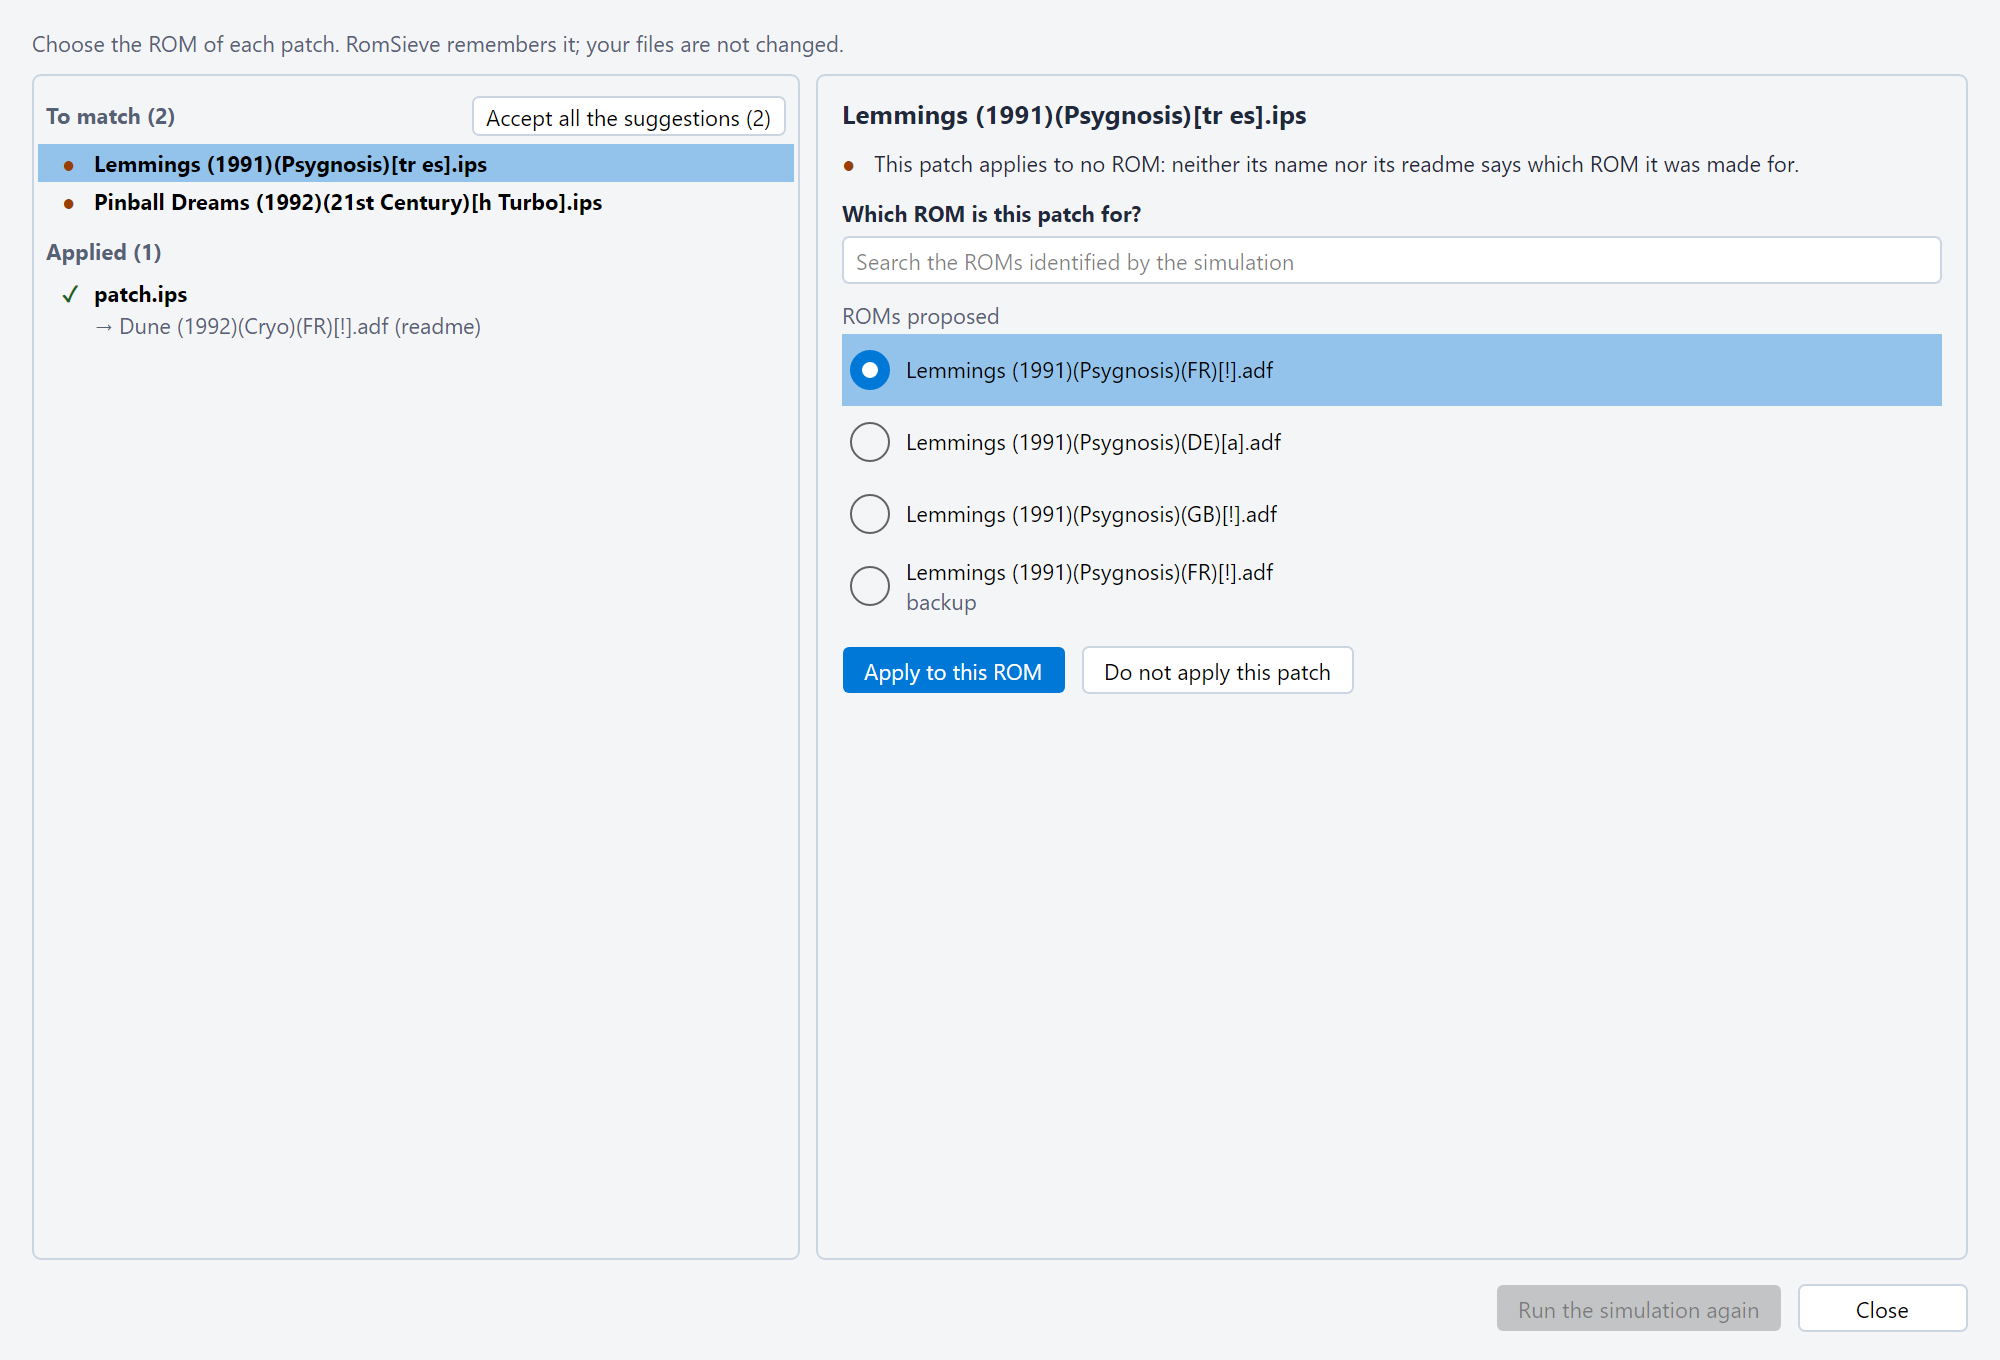 Choose the ROM of each patch. RomSieve remembers it; your files are not changed.
To match (2)
Accept all the suggestions (2)
Lemmings (1991)(Psygnosis)[tr es].ips
Pinball Dreams (1992)(21st Century)[h Turbo].ips
Applied (1)
✓ patch.ips
→ Dune (1992)(Cryo)(FR)[!].adf (readme)
Lemmings (1991)(Psygnosis)[tr es].ips
This patch applies to no ROM: neither its name nor its readme says which ROM it was made for.
Which ROM is this patch for?
Search the ROMs identified by the simulation
ROMs proposed
Lemmings (1991)(Psygnosis)(FR)[!].adf
Lemmings (1991)(Psygnosis)(DE)[a].adf
Lemmings (1991)(Psygnosis)(GB)[!].adf
Lemmings (1991)(Psygnosis)(FR)[!].adf
backup
Apply to this ROM
Do not apply this patch
Run the simulation again
Close